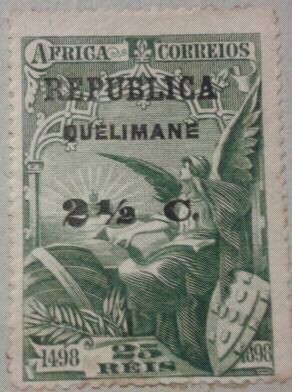 AFRICA CORREIOS
REPUBLICA
QUELIMANE
2½ C.
1498 25 1898
REIS